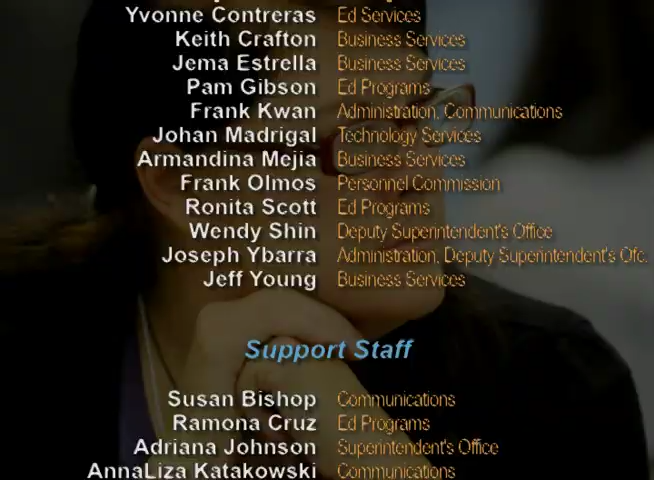 Yvonne Contreras Ed Services
Keith Crafton Business Services
Jema Estrella Business Services
Pam Gibson Ed Programs
Frank Kwan Administration, Communications
Johan Madrigal Technology Services
Armandina Mejia Business Services
Frank Olmos Personnel Commission
Ronita Scott Ed Programs
Wendy Shin Deputy Superintendent's Office
Joseph Ybarra Administration, Deputy Superintendent's Ofc.
Jeff Young Business Services
Support Staff
Susan Bishop Communications
Ramona Cruz Ed Programs
Adriana Johnson Superintendent's Office
AnnaLiza Katakowski Communications